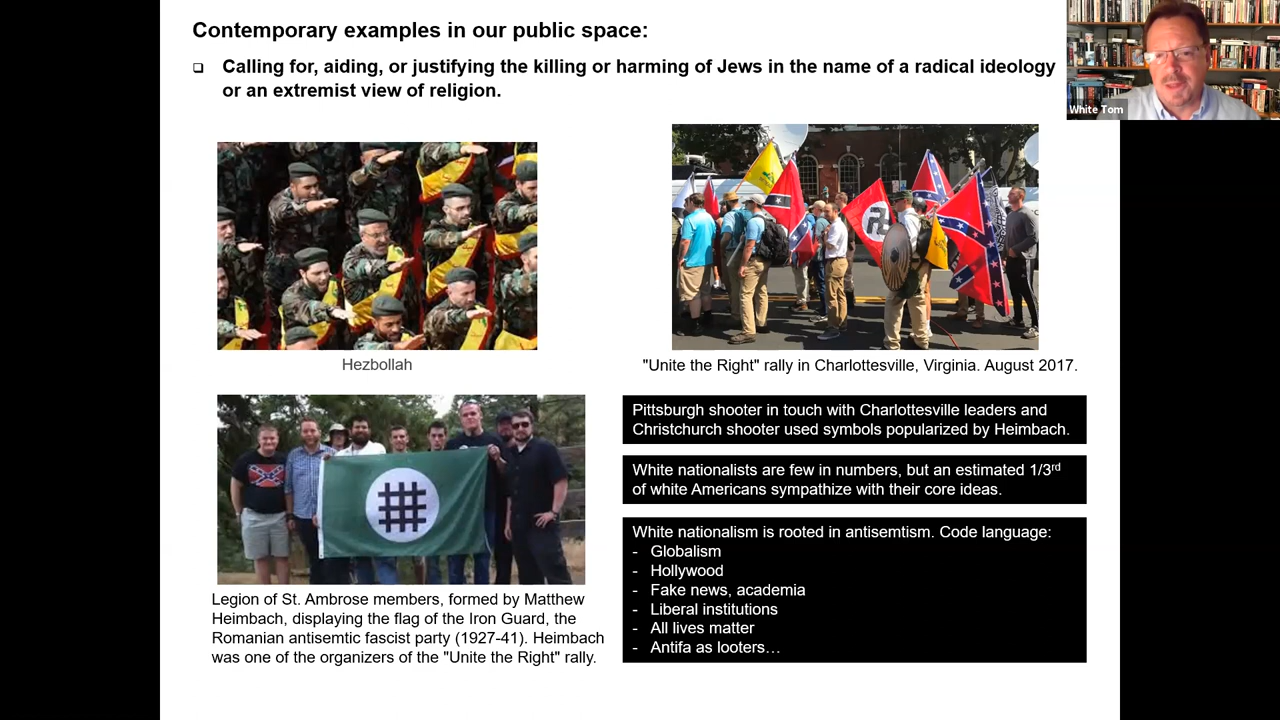 Contemporary examples in our public space:
❑ Calling for, aiding, or justifying the killing or harming of Jews in the name of a radical ideology
or an extremist view of religion.
White Tom
Hezbollah
"Unite the Right" rally in Charlottesville, Virginia. August 2017.
Pittsburgh shooter in touch with Charlottesville leaders and
Christchurch shooter used symbols popularized by Heimbach.
White nationalists are few in numbers, but an estimated 1/3rd
of white Americans sympathize with their core ideas.
White nationalism is rooted in antisemtism. Code language:
- Globalism
- Hollywood
- Fake news, academia
- Liberal institutions
- All lives matter
- Antifa as looters…
Legion of St. Ambrose members, formed by Matthew
Heimbach, displaying the flag of the Iron Guard, the
Romanian antisemtic fascist party (1927-41). Heimbach
was one of the organizers of the "Unite the Right" rally.